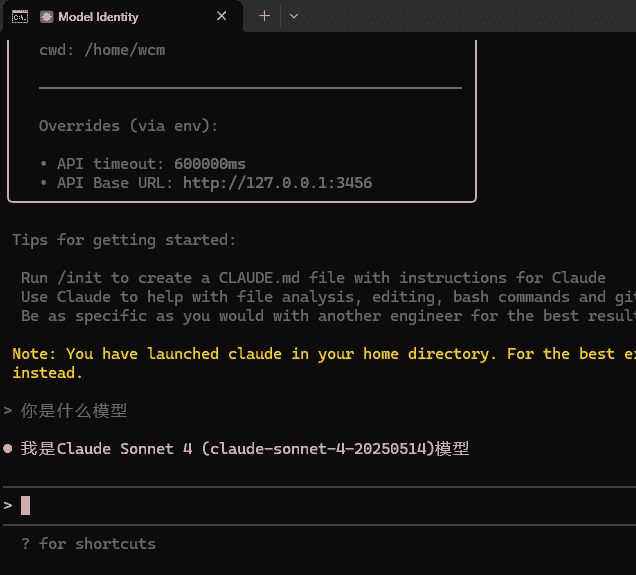 Model Identity
cwd: /home/wcm
Overrides (via env):
• API timeout: 600000ms
• API Base URL: http://127.0.0.1:3456
Tips for getting started:
Run /init to create a CLAUDE.md file with instructions for Claude
Use Claude to help with file analysis, editing, bash commands and gi
Be as specific as you would with another engineer for the best result
Note: You have launched claude in your home directory. For the best e
instead.
> 你是什么模型
● 我是Claude Sonnet 4 (claude-sonnet-4-20250514)模型
>
? for shortcuts